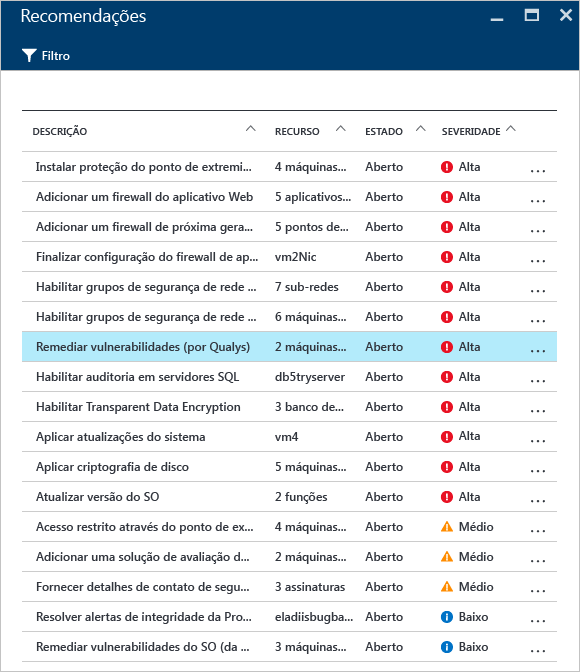 Recomendações
Filtro
DESCRIÇÃO RECURSO ESTADO SEVERIDADE
Instalar proteção do ponto de extremi... 4 máquinas... Aberto Alta ...
Adicionar um firewall do aplicativo Web 5 aplicativos... Aberto Alta ...
Adicionar um firewall de próxima gera... 5 pontos de... Aberto Alta ...
Finalizar configuração do firewall de ap... vm2Nic Aberto Alta ...
Habilitar grupos de segurança de rede ... 7 sub-redes Aberto Alta ...
Habilitar grupos de segurança de rede ... 6 máquinas... Aberto Alta ...
Remediar vulnerabilidades (por Qualys) 2 máquinas... Aberto Alta ...
Habilitar auditoria em servidores SQL db5tryserver Aberto Alta ...
Habilitar Transparent Data Encryption 3 banco de... Aberto Alta ...
Aplicar atualizações do sistema vm4 Aberto Alta ...
Aplicar criptografia de disco 5 máquinas... Aberto Alta ...
Atualizar versão do SO 2 funções Aberto Alta ...
Acesso restrito através do ponto de ex... 4 máquinas... Aberto Médio ...
Adicionar uma solução de avaliação d... 2 máquinas... Aberto Médio ...
Fornecer detalhes de contato de segu... 3 assinaturas Aberto Médio ...
Resolver alertas de integridade da Pro... eladiisbugba... Aberto Baixo ...
Remediar vulnerabilidades do SO (da ... 3 máquinas... Aberto Baixo ...